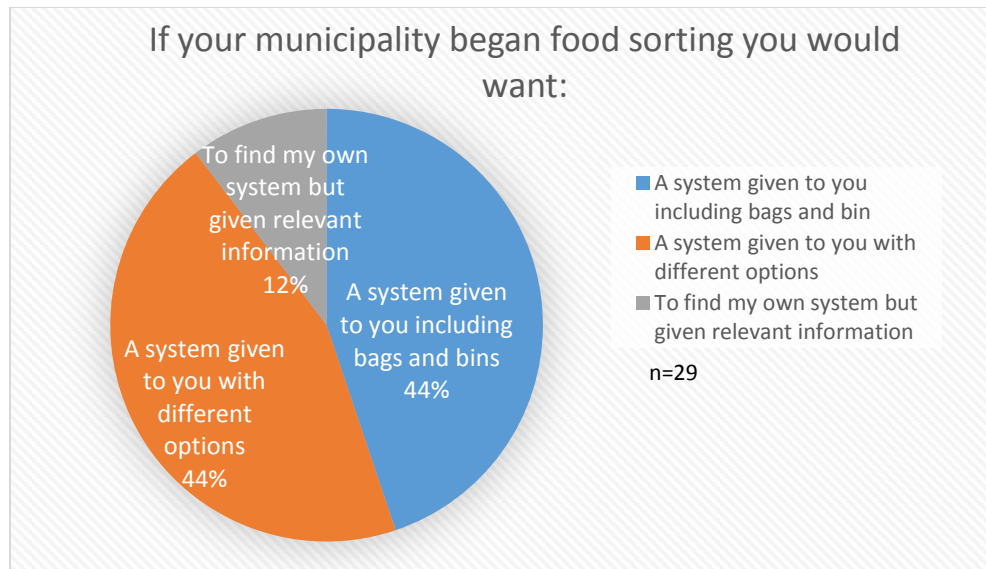 If your municipality began food sorting you would
want:
To find my own
system but
given relevant
information
12%
A system given
to you including
bags and bins
44%
A system given
to you with
different
options
44%
A system given to you
including bags and bin
A system given to you with
different options
To find my own system but
given relevant information
n=29